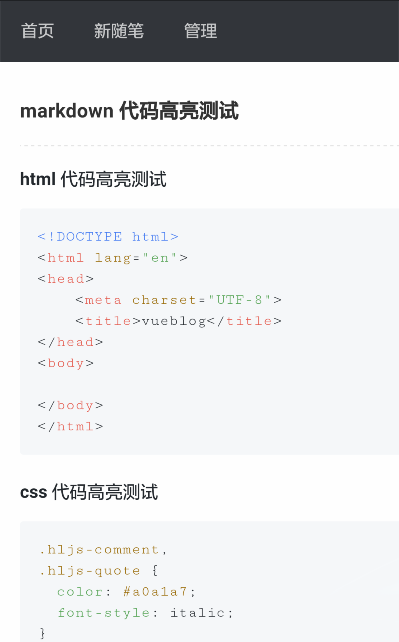 首页 新随笔 管理
markdown 代码高亮测试
html 代码高亮测试
<!DOCTYPE html>
<html lang="en">
<head>
    <meta charset="UTF-8">
    <title>vueblog</title>
</head>
<body>

</body>
</html>
css 代码高亮测试
.hljs-comment,
.hljs-quote {
  color: #a0a1a7;
  font-style: italic;
}